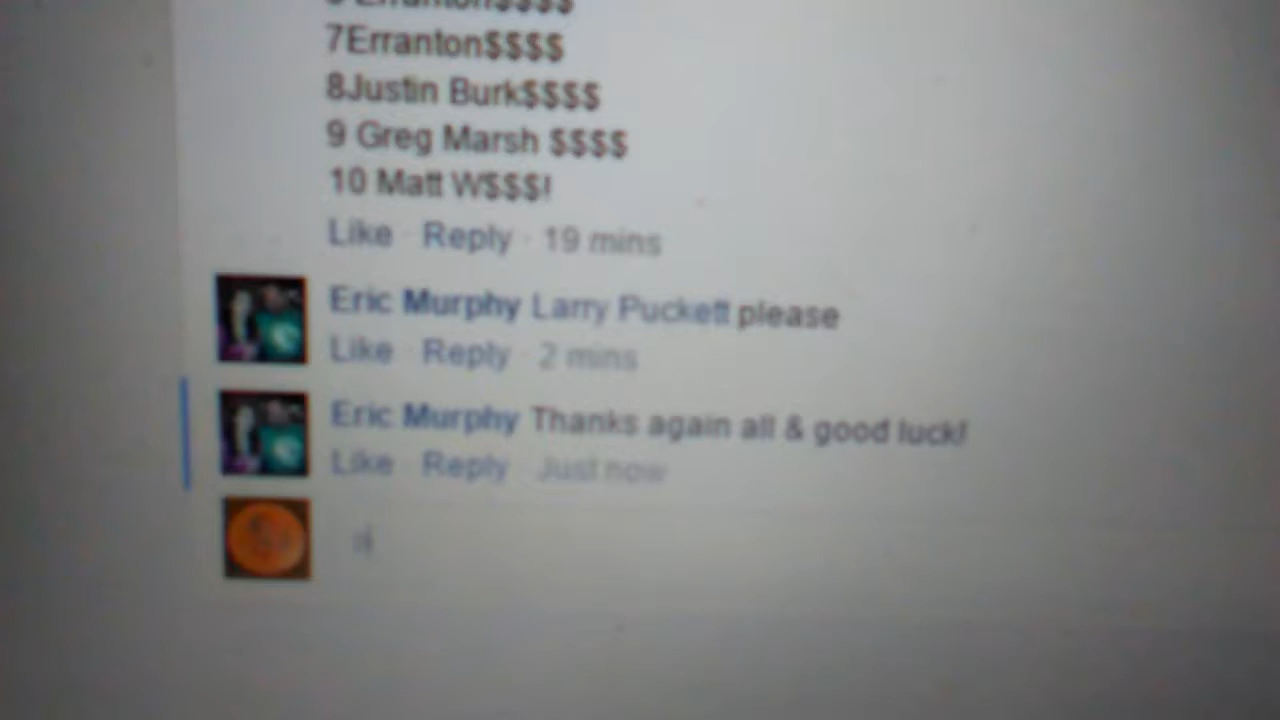 Erranton$$$$
7Erranton$$$$
8Justin Burk$$$$
9 Greg Marsh $$$$
10 Matt W$$$!
Like · Reply · 19 mins
Eric Murphy Larry Puckett please
Like · Reply · 2 mins
Eric Murphy Thanks again all & good luck!
Like · Reply · Just now